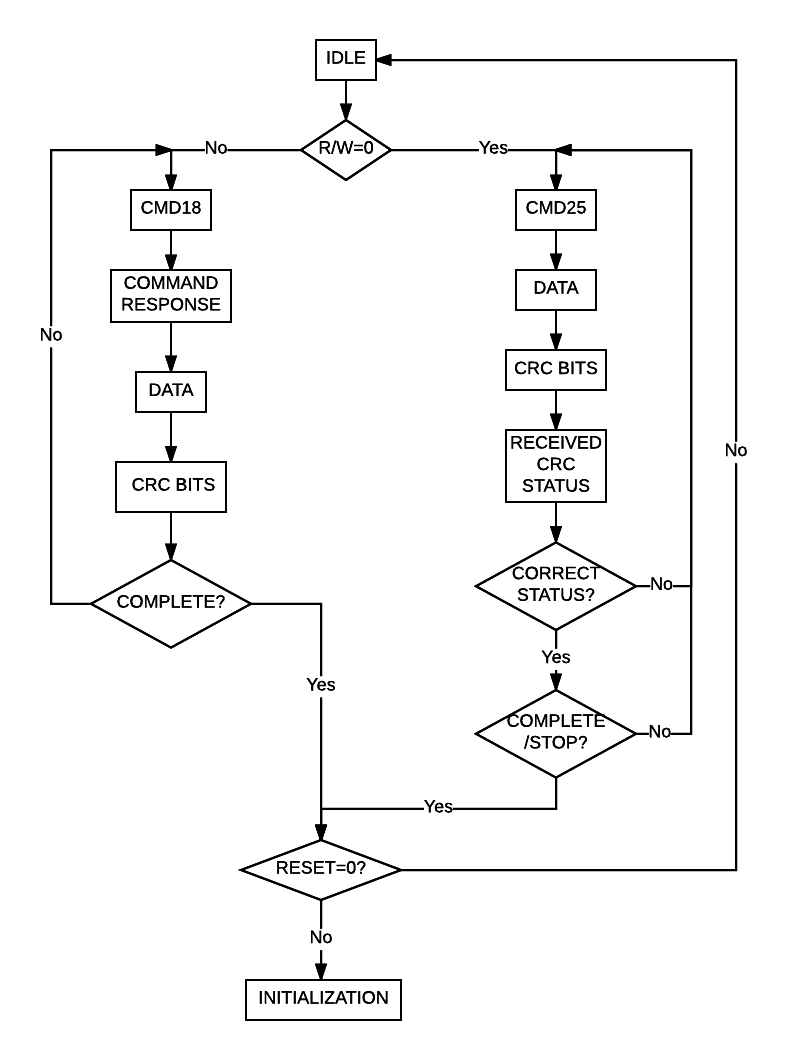 IDLE
R/W=0
No
Yes
CMD18
CMD25
COMMAND
RESPONSE
DATA
DATA
No
CRC BITS
DATA
CRC BITS
RECEIVED
CRC
STATUS
No
CORRECT
STATUS?
No
COMPLETE?
Yes
Yes
COMPLETE
/STOP?
No
Yes
RESET=0?
No
INITIALIZATION